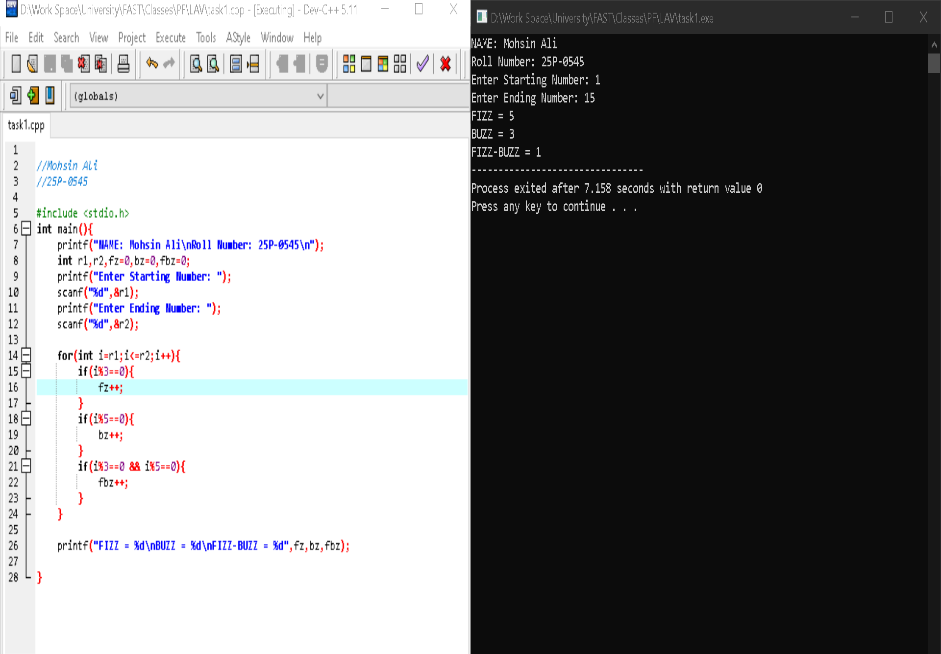 D:\Work Space\University\FAST\Classes\PF\LAV\task1.cpp - [Executing] - Dev-C++ 5.11
File Edit Search View Project Execute Tools AStyle Window Help
(globals)
task1.cpp
1
2 //Mohsin Ali
3 //25P-0545
4
5 #include <stdio.h>
6 int main(){
7 printf("NAME: Mohsin Ali\nRoll Number: 25P-0545\n");
8 int r1,r2,fz=0,bz=0,fbz=0;
9 printf("Enter Starting Number: ");
10 scanf("%d",&r1);
11 printf("Enter Ending Number: ");
12 scanf("%d",&r2);
13
14 for(int i=r1;i<=r2;i++){
15 if(i%3==0){
16 fz++;
17 }
18 if(i%5==0){
19 bz++;
20 }
21 if(i%3==0 && i%5==0){
22 fbz++;
23 }
24 }
25
26 printf("FIZZ = %d\nBUZZ = %d\nFIZZ-BUZZ = %d",fz,bz,fbz);
27
28 }
D:\Work Space\University\FAST\Classes\PF\LAV\task1.exe
NAME: Mohsin Ali
Roll Number: 25P-0545
Enter Starting Number: 1
Enter Ending Number: 15
FIZZ = 5
BUZZ = 3
FIZZ-BUZZ = 1
--------------------------------
Process exited after 7.158 seconds with return value 0
Press any key to continue . . .